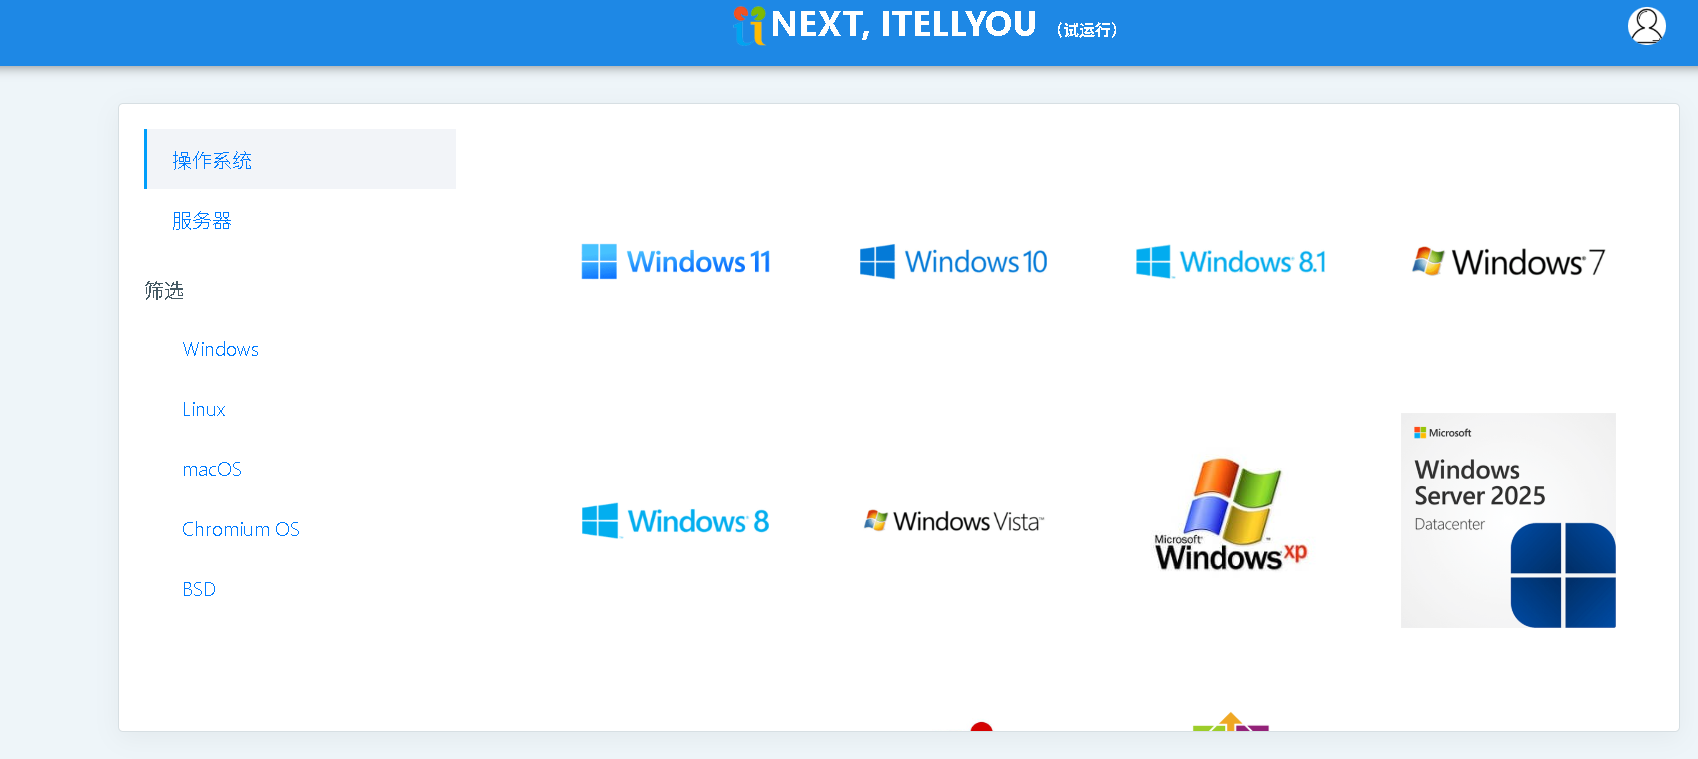 NEXT, ITELLYOU （试运行）
操作系统
服务器
筛选
Windows
Linux
macOS
Chromium OS
BSD
Windows 11
Windows 10
Windows 8.1
Windows 7
Windows 8
Windows Vista™
Microsoft®
Windows xp
Microsoft
Windows
Server 2025
Datacenter